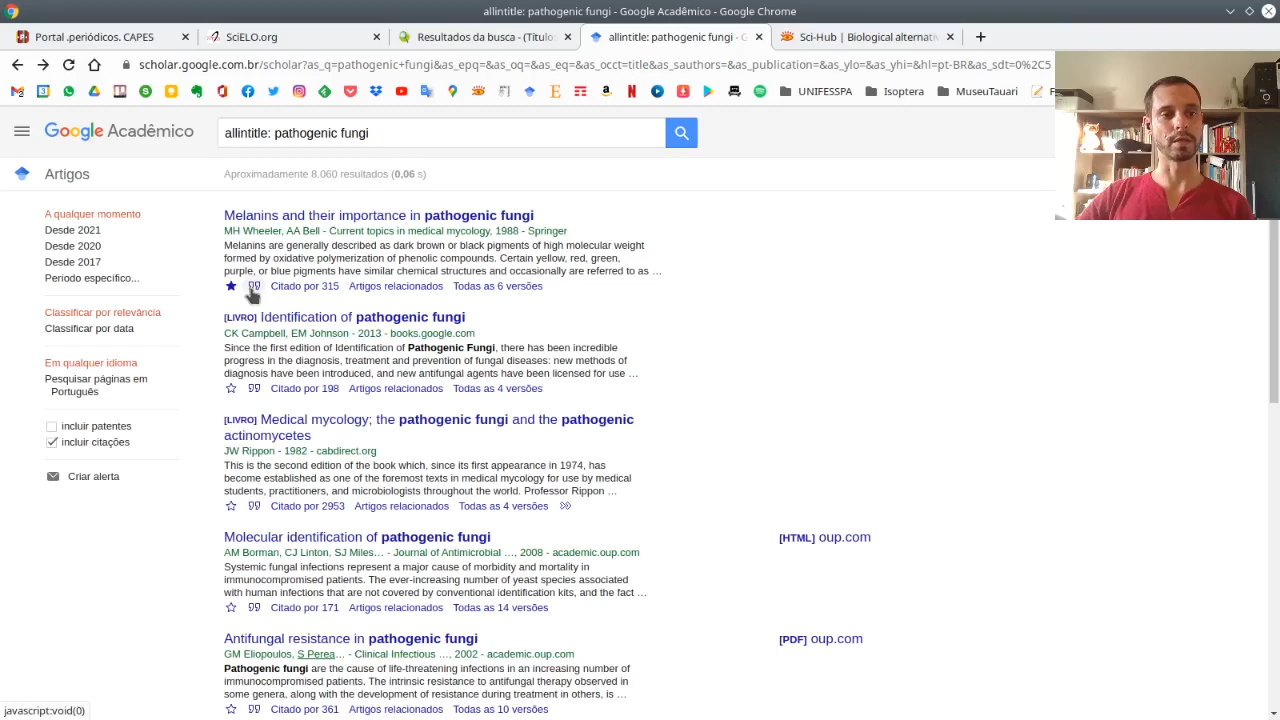 allintitle: pathogenic fungi - Google Acadêmico - Google Chrome
Portal .periódicos. CAPES
SciELO.org
Resultados da busca - (Título
allintitle: pathogenic fungi - G
Sci-Hub | Biological alternativ
scholar.google.com.br/scholar?as_q=pathogenic+fungi&as_epq=&as_oq=&as_eq=&as_occt=title&as_sauthors=&as_publication=&as_ylo=&as_yhi=&hl=pt-BR&as_sdt=0%2C5
UNIFESSPA
Isoptera
MuseuTauari
F
Google Acadêmico
allintitle: pathogenic fungi
Artigos
Aproximadamente 8.060 resultados (0,06 s)
A qualquer momento
Desde 2021
Desde 2020
Desde 2017
Período específico...
Classificar por relevância
Classificar por data
Em qualquer idioma
Pesquisar páginas em
Português
incluir patentes
incluir citações
Criar alerta
Melanins and their importance in pathogenic fungi
MH Wheeler, AA Bell - Current topics in medical mycology, 1988 - Springer
Melanins are generally described as dark brown or black pigments of high molecular weight
formed by oxidative polymerization of phenolic compounds. Certain yellow, red, green,
purple, or blue pigments have similar chemical structures and occasionally are referred to as …
Citado por 315 Artigos relacionados Todas as 6 versões
[LIVRO] Identification of pathogenic fungi
CK Campbell, EM Johnson - 2013 - books.google.com
Since the first edition of Identification of Pathogenic Fungi, there has been incredible
progress in the diagnosis, treatment and prevention of fungal diseases: new methods of
diagnosis have been introduced, and new antifungal agents have been licensed for use …
Citado por 198 Artigos relacionados Todas as 4 versões
[LIVRO] Medical mycology; the pathogenic fungi and the pathogenic
actinomycetes
JW Rippon - 1982 - cabdirect.org
This is the second edition of the book which, since its first appearance in 1974, has
become established as one of the foremost texts in medical mycology for use by medical
students, practitioners, and microbiologists throughout the world. Professor Rippon …
Citado por 2953 Artigos relacionados Todas as 4 versões
Molecular identification of pathogenic fungi
[HTML] oup.com
AM Borman, CJ Linton, SJ Miles… - Journal of Antimicrobial …, 2008 - academic.oup.com
Systemic fungal infections represent a major cause of morbidity and mortality in
immunocompromised patients. The ever-increasing number of yeast species associated
with human infections that are not covered by conventional identification kits, and the fact …
Citado por 171 Artigos relacionados Todas as 14 versões
Antifungal resistance in pathogenic fungi
[PDF] oup.com
GM Eliopoulos, S Perea… - Clinical Infectious …, 2002 - academic.oup.com
Pathogenic fungi are the cause of life-threatening infections in an increasing number of
immunocompromised patients. The intrinsic resistance to antifungal therapy observed in
some genera, along with the development of resistance during treatment in others, is …
Citado por 361 Artigos relacionados Todas as 10 versões
javascript:void(0)